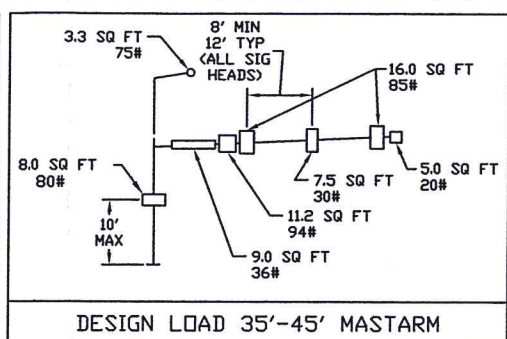 3.3 SQ FT
75#
8' MIN
12' TYP
(ALL SIG
HEADS)
16.0 SQ FT
85#
8.0 SQ FT
80#
10'
MAX
5.0 SQ FT
20#
7.5 SQ FT
30#
11.2 SQ FT
94#
9.0 SQ FT
36#
DESIGN LOAD 35'-45' MASTARM